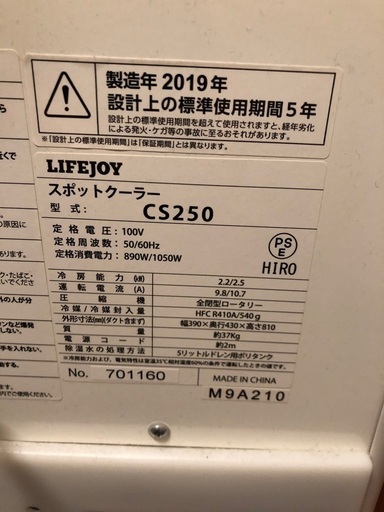 製造年 2019年
設計上の標準使用期間5年
設計上の標準使用期間を超えて使用されますと、経年劣化
による発火・ケガ等の事故に至るおそれがあります。
※「設計上の標準使用期間」は「保証期間」とは異なります。
LIFEJOY
スポットクーラー
型式: CS250
定格電圧: 100V
定格周波数: 50/60Hz
定格消費電力: 890W/1050W
PS
E
HIRO
冷房能力(㎾) 2.2/2.5
運転電流(A) 9.8/10.7
圧縮機 全閉型ロータリー
冷媒/冷媒封入量 HFC R410A/540g
外形寸法(㎜)(ダクト含まず) 幅390×奥行430×高さ810
質量 約37Kg
電源コード 約2m
除湿水の処理方法 5リットルドレン用ポリタンク
No. 701160
MADE IN CHINA
M9A210